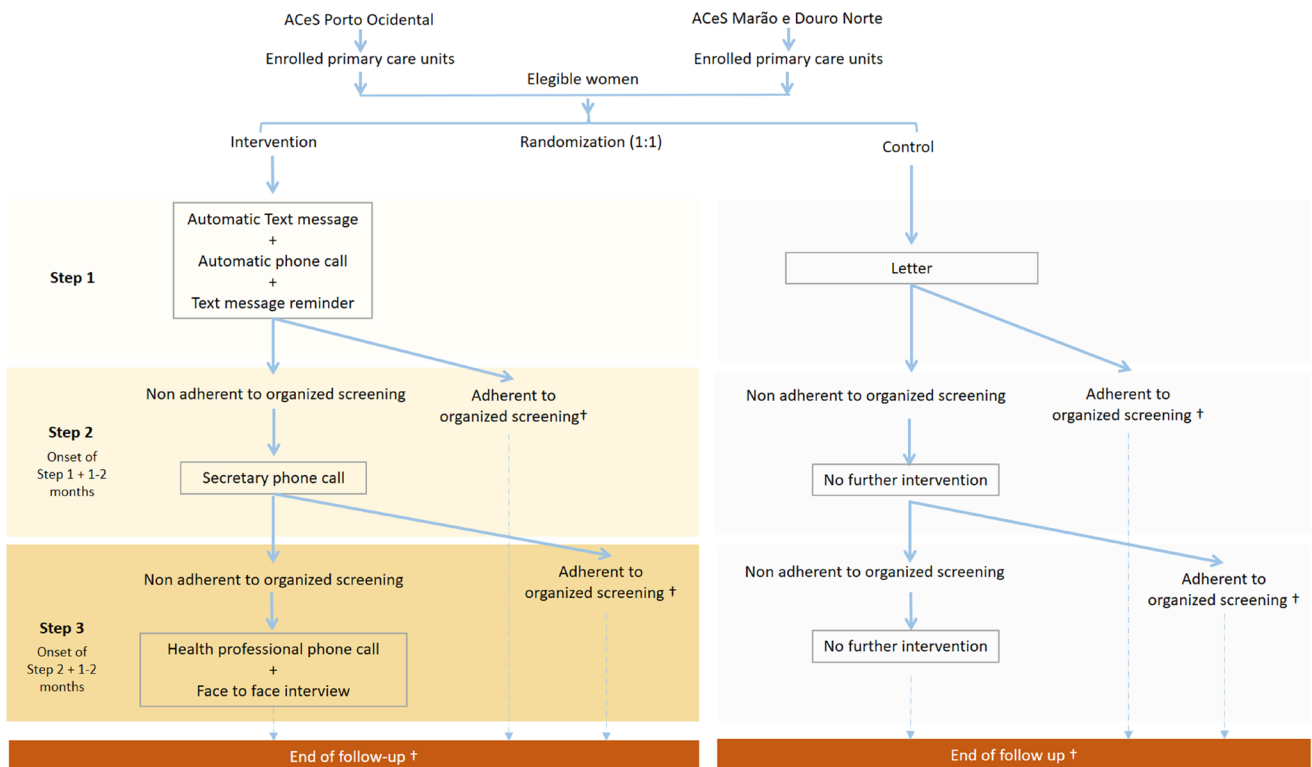 ACeS Porto Ocidental
ACeS Marão e Douro Norte
Enrolled primary care units
Enrolled primary care units
Elegible women
Intervention
Randomization (1:1)
Control
Step 1
Automatic Text message
+
Automatic phone call
+
Text message reminder
Letter
Step 2
Onset of
Step 1 + 1-2
months
Non adherent to organized screening
Adherent to
organized screening†
Secretary phone call
Non adherent to organized screening
Adherent to
organized screening †
No further intervention
Step 3
Onset of
Step 2 + 1-2
months
Non adherent to organized screening
Adherent to
organized screening †
Health professional phone call
+
Face to face interview
Non adherent to organized screening
Adherent to
organized screening †
No further intervention
End of follow-up †
End of follow up †